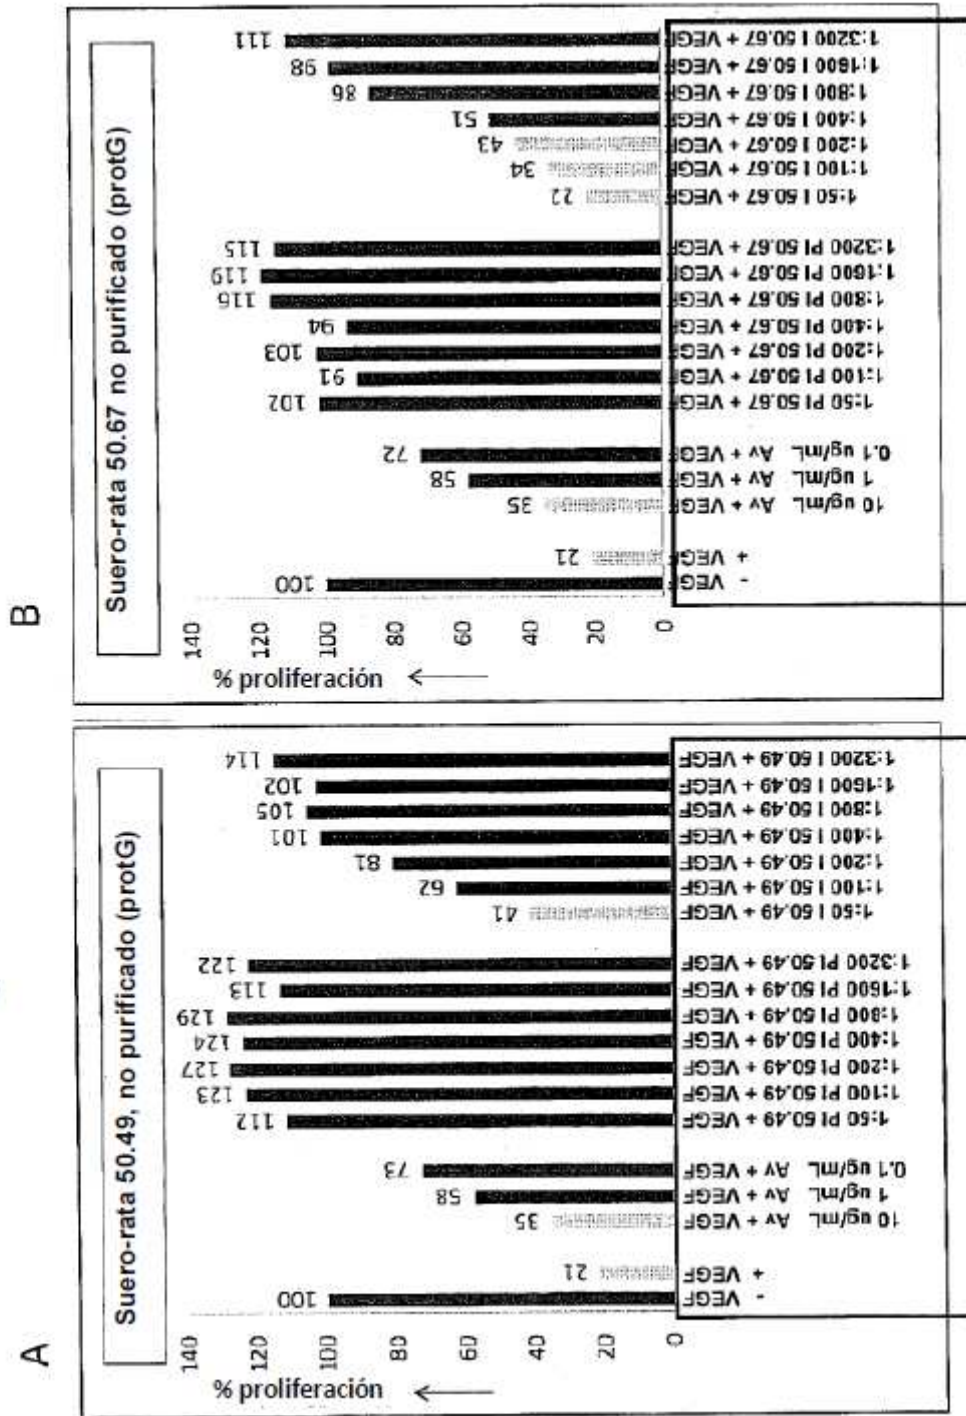 A
Suero-rata 50.49, no purificado (protG)
% proliferación
140
120
100
80
60
40
20
0
100
21
35
58
73
112
123
127
124
129
113
122
41
62
81
101
105
102
114
- VEGF
+ VEGF
10 ug/mL Av + VEGF
1 ug/mL Av + VEGF
0.1 ug/mL Av + VEGF
1:50 PI 50.49 + VEGF
1:100 PI 50.49 + VEGF
1:200 PI 50.49 + VEGF
1:400 PI 50.49 + VEGF
1:800 PI 50.49 + VEGF
1:1600 PI 50.49 + VEGF
1:3200 PI 50.49 + VEGF
1:50 I 50.49 + VEGF
1:100 I 50.49 + VEGF
1:200 I 50.49 + VEGF
1:400 I 50.49 + VEGF
1:800 I 50.49 + VEGF
1:1600 I 50.49 + VEGF
1:3200 I 50.49 + VEGF
B
Suero-rata 50.67 no purificado (protG)
% proliferación
140
120
100
80
60
40
20
0
100
21
35
58
72
102
91
103
94
116
119
115
22
34
43
51
86
98
111
- VEGF
+ VEGF
10 ug/mL Av + VEGF
1 ug/mL Av + VEGF
0.1 ug/mL Av + VEGF
1:50 PI 50.67 + VEGF
1:100 PI 50.67 + VEGF
1:200 PI 50.67 + VEGF
1:400 PI 50.67 + VEGF
1:800 PI 50.67 + VEGF
1:1600 PI 50.67 + VEGF
1:3200 PI 50.67 + VEGF
1:50 I 50.67 + VEGF
1:100 I 50.67 + VEGF
1:200 I 50.67 + VEGF
1:400 I 50.67 + VEGF
1:800 I 50.67 + VEGF
1:1600 I 50.67 + VEGF
1:3200 I 50.67 + VEGF